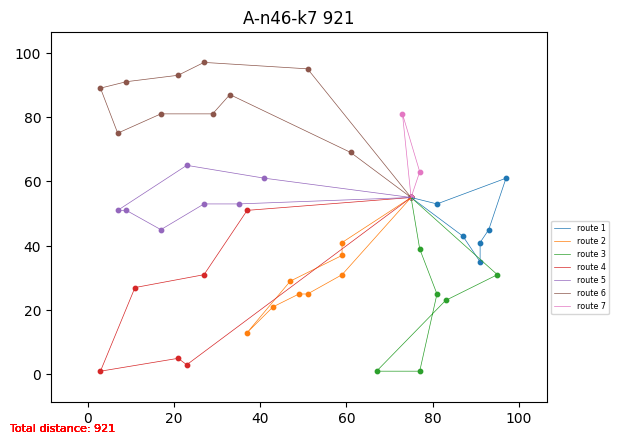 A-n46-k7 921
100
80
60
40
20
0
0 20 40 60 80 100
route 1
route 2
route 3
route 4
route 5
route 6
route 7
Total distance: 921